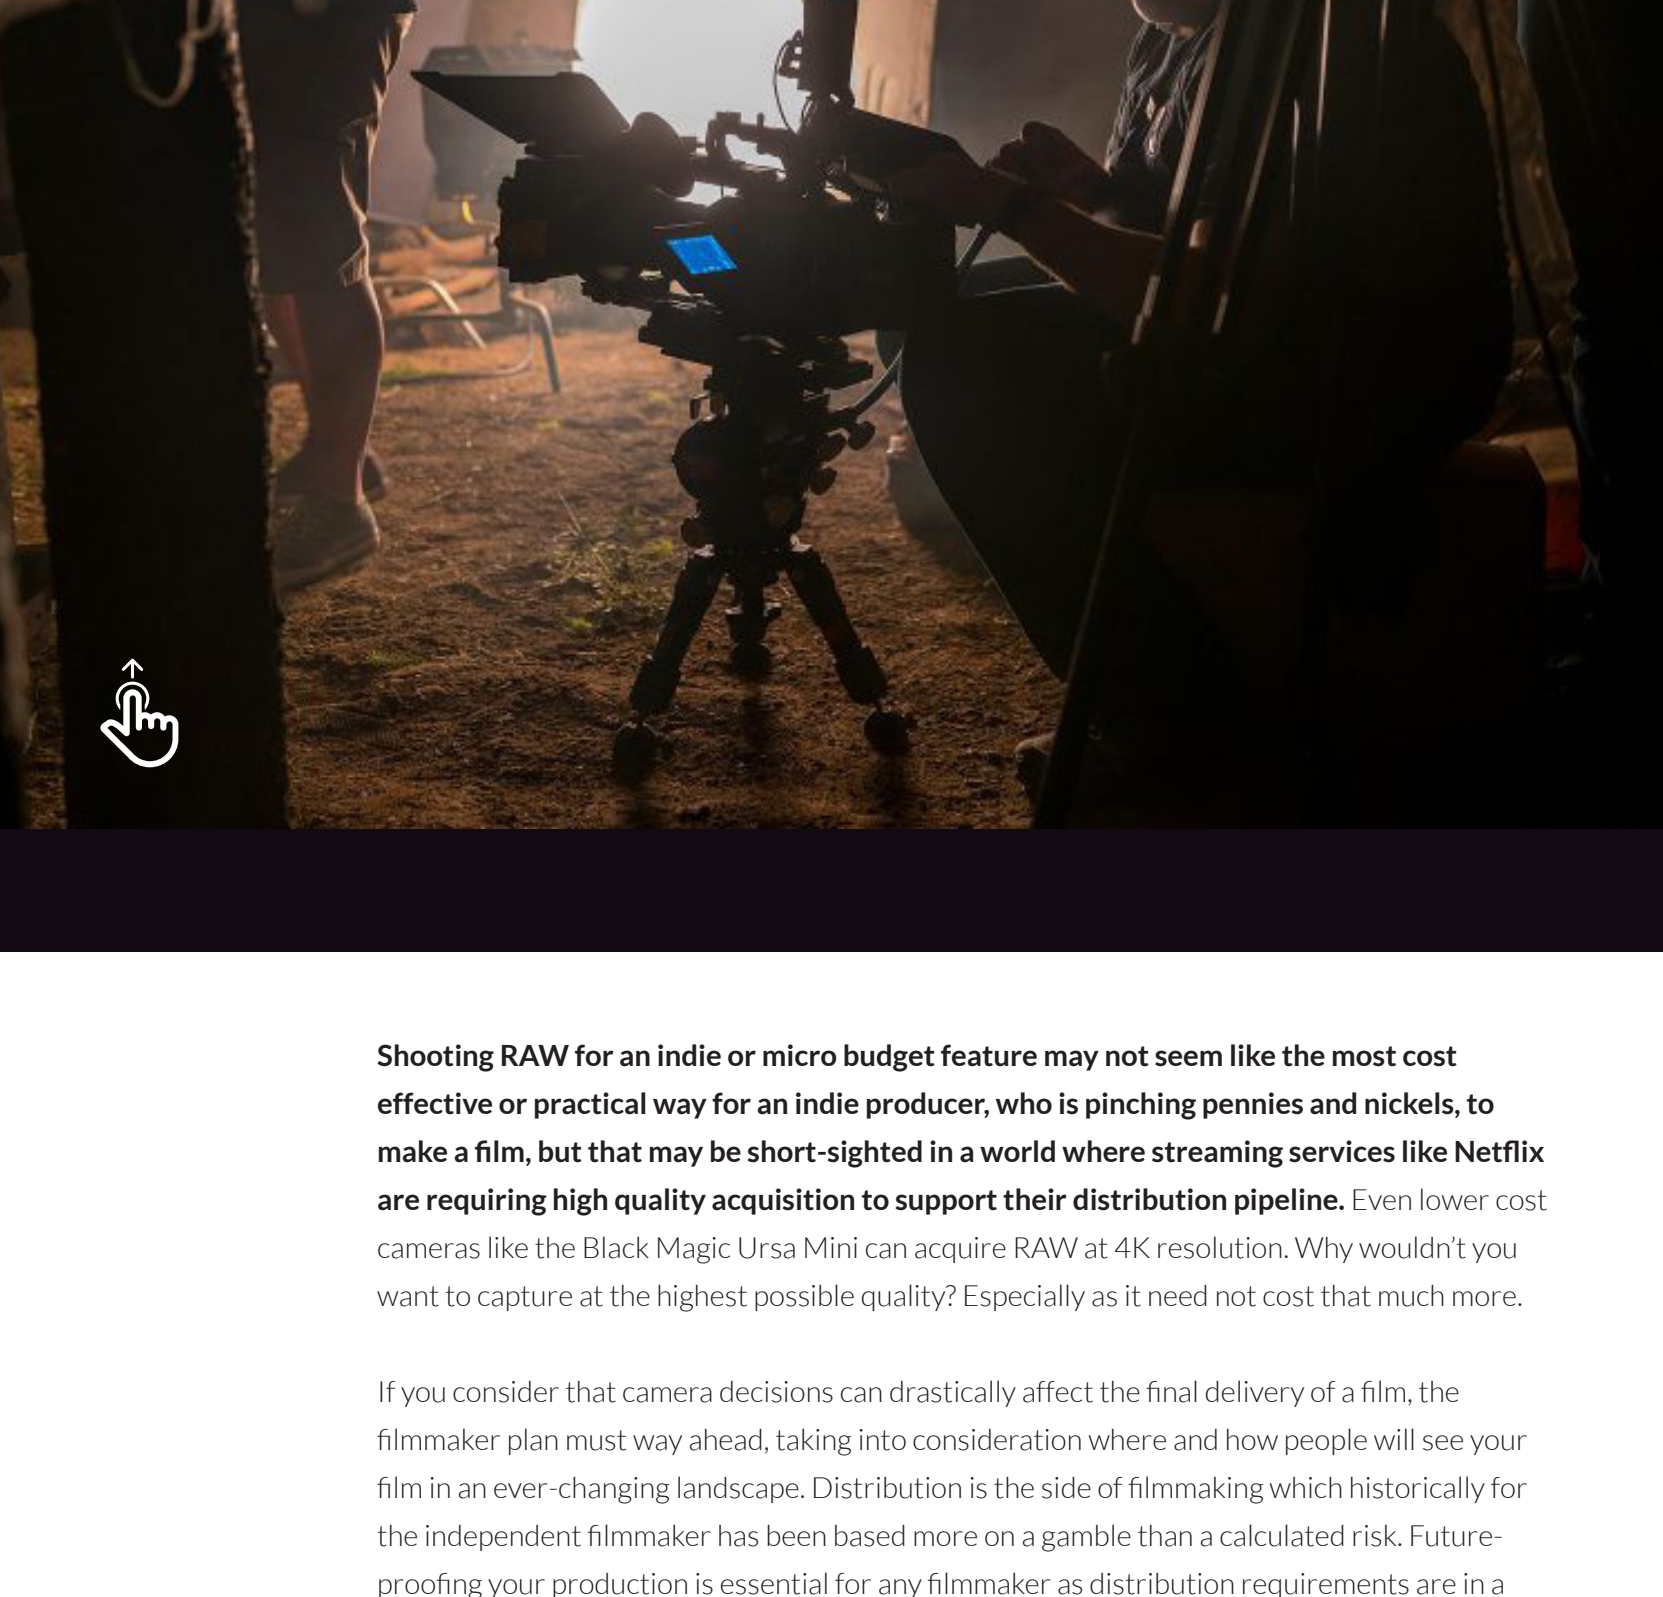 Shooting RAW for an indie or micro budget feature may not seem like the most cost
effective or practical way for an indie producer, who is pinching pennies and nickels, to
make a film, but that may be short-sighted in a world where streaming services like Netflix
are requiring high quality acquisition to support their distribution pipeline. Even lower cost
cameras like the Black Magic Ursa Mini can acquire RAW at 4K resolution. Why wouldn’t you
want to capture at the highest possible quality? Especially as it need not cost that much more.
If you consider that camera decisions can drastically affect the final delivery of a film, the
filmmaker plan must way ahead, taking into consideration where and how people will see your
film in an ever-changing landscape. Distribution is the side of filmmaking which historically for
the independent filmmaker has been based more on a gamble than a calculated risk. Future-
proofing your production is essential for any filmmaker as distribution requirements are in a